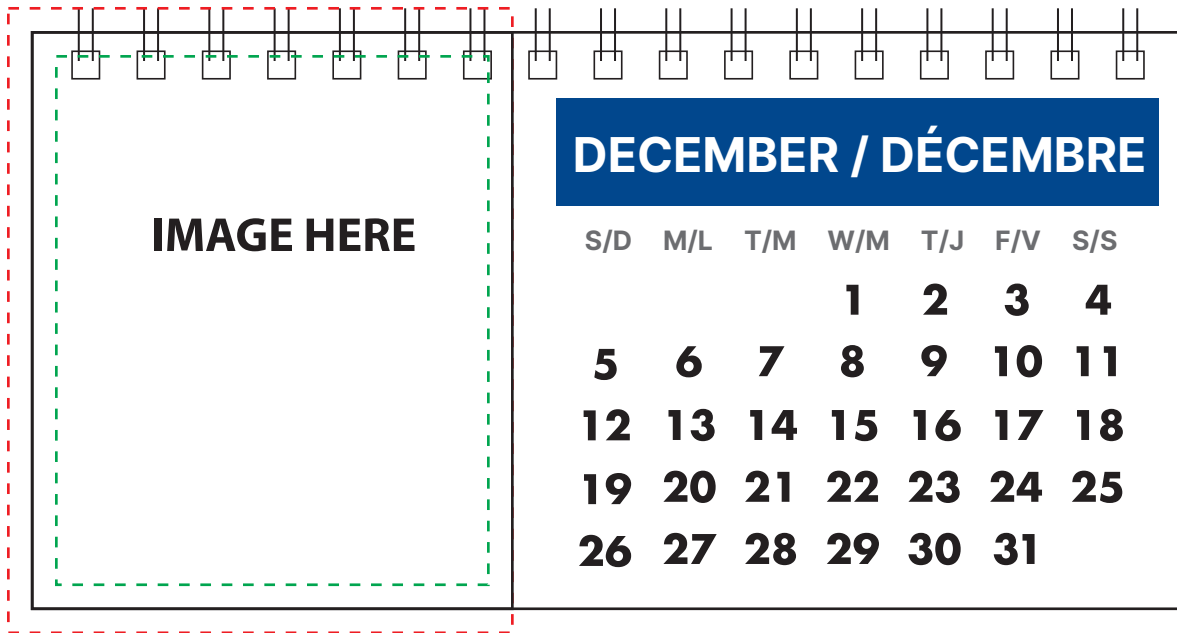 IMAGE HERE
DECEMBER / DÉCEMBRE
S/D M/L T/M W/M T/J F/V S/S
1 2 3 4
5 6 7 8 9 10 11
12 13 14 15 16 17 18
19 20 21 22 23 24 25
26 27 28 29 30 31